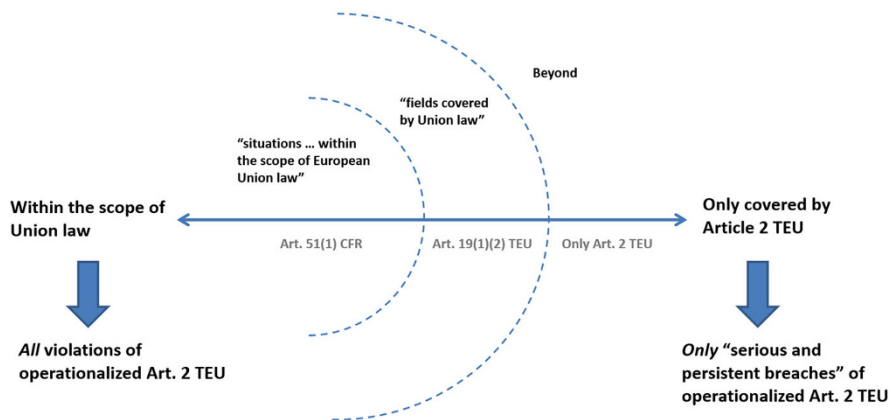 Beyond
“fields covered
by Union law”
“situations … within
the scope of European
Union law”
Within the scope of
Union law
Only covered by
Article 2 TEU
Art. 51(1) CFR
Art. 19(1)(2) TEU
Only Art. 2 TEU
All violations of
operationalized Art. 2 TEU
Only “serious and
persistent breaches” of
operationalized Art. 2 TEU